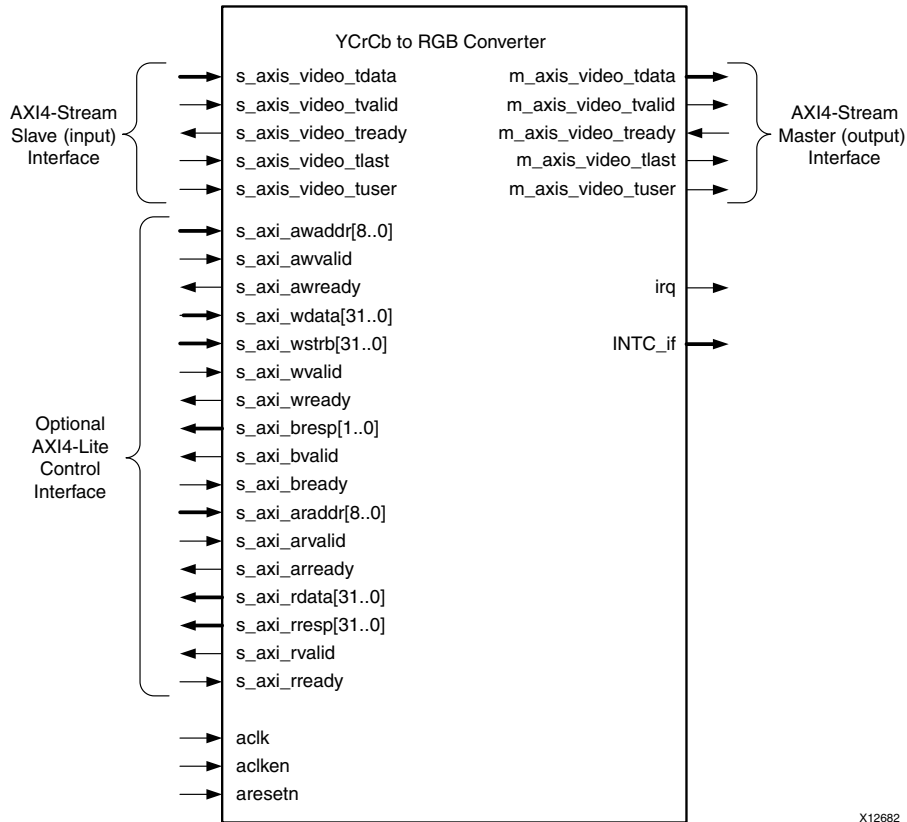 YCrCb to RGB Converter
AXI4-Stream
Slave (input)
Interface
s_axis_video_tdata
s_axis_video_tvalid
s_axis_video_tready
s_axis_video_tlast
s_axis_video_tuser
m_axis_video_tdata
m_axis_video_tvalid
m_axis_video_tready
m_axis_video_tlast
m_axis_video_tuser
AXI4-Stream
Master (output)
Interface
Optional
AXI4-Lite
Control
Interface
s_axi_awaddr[8..0]
s_axi_awvalid
s_axi_awready
s_axi_wdata[31..0]
s_axi_wstrb[31..0]
s_axi_wvalid
s_axi_wready
s_axi_bresp[1..0]
s_axi_bvalid
s_axi_bready
s_axi_araddr[8..0]
s_axi_arvalid
s_axi_arready
s_axi_rdata[31..0]
s_axi_rresp[31..0]
s_axi_rvalid
s_axi_rready
irq
INTC_if
aclk
aclken
aresetn
X12682